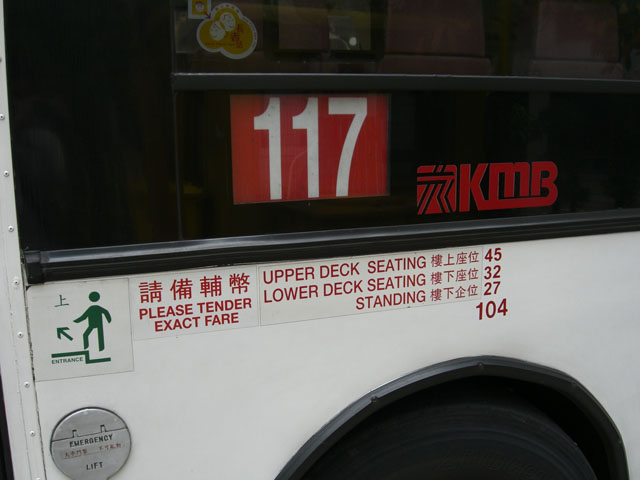 117
KMB
請備輔幣
PLEASE TENDER
EXACT FARE
UPPER DECK SEATING 樓上座位 45
LOWER DECK SEATING 樓下座位 32
STANDING 樓下企位 27
104
上
ENTRANCE
EMERGENCY
LIFT